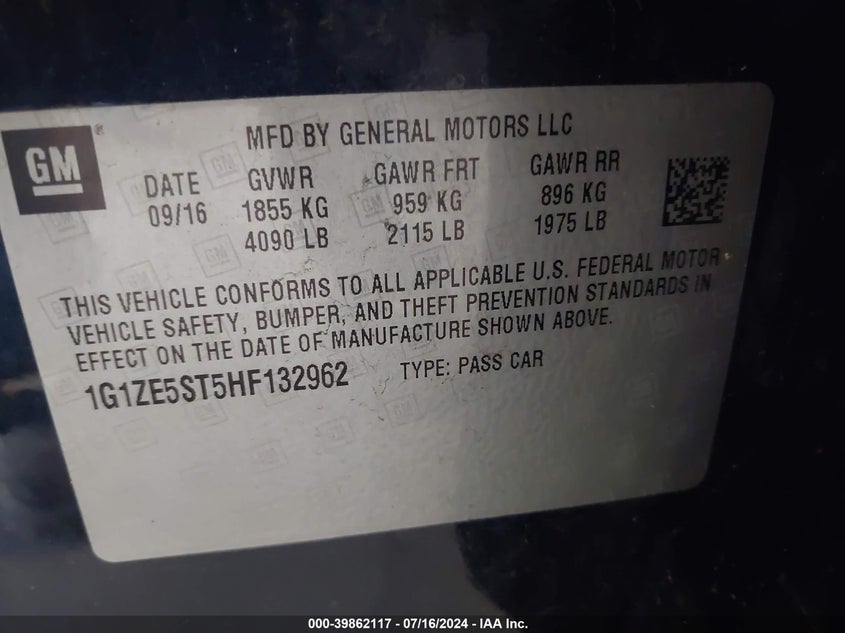 GM ®
MFD BY GENERAL MOTORS LLC
DATE GVWR GAWR FRT GAWR RR
09/16 1855 KG 959 KG 896 KG
4090 LB 2115 LB 1975 LB
THIS VEHICLE CONFORMS TO ALL APPLICABLE U.S. FEDERAL MOTOR
VEHICLE SAFETY, BUMPER, AND THEFT PREVENTION STANDARDS IN
EFFECT ON THE DATE OF MANUFACTURE SHOWN ABOVE.
1G1ZE5ST5HF132962 TYPE: PASS CAR
000-39862117 - 07/16/2024 - IAA Inc.